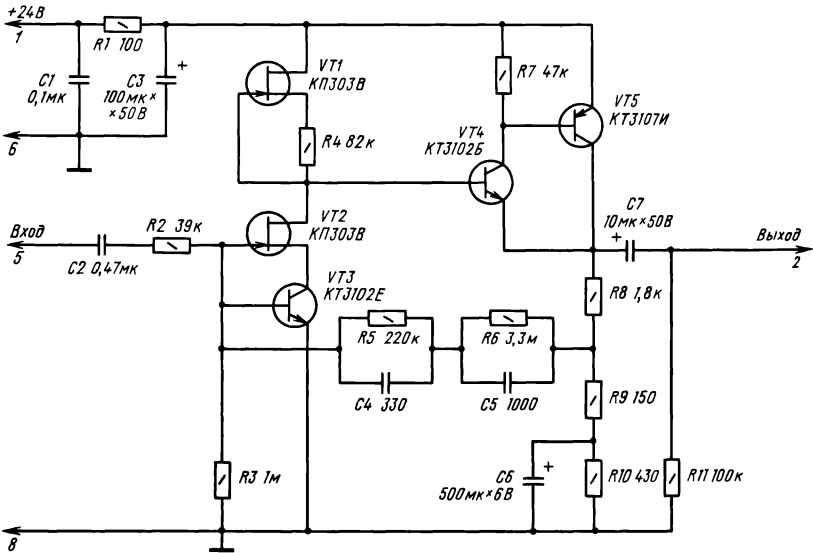 +24В
1
R1 100
C1
0,1мк
C3
100мк×
×50В
+
6
VT1
КП303В
R4 82к
R7 47к
VT5
КТ3107И
VT4
КТ3102Б
C7
10мк×50В
+
Вход
5
R2 39к
C2 0,47мк
VT2
КП303В
VT3
КТ3102Е
Выход
2
R8 1,8к
R5 220к
R6 3,3м
C4 330
C5 1000
R9 150
R3 1м
C6
500мк×6В
+
R10 430
R11 100к
8